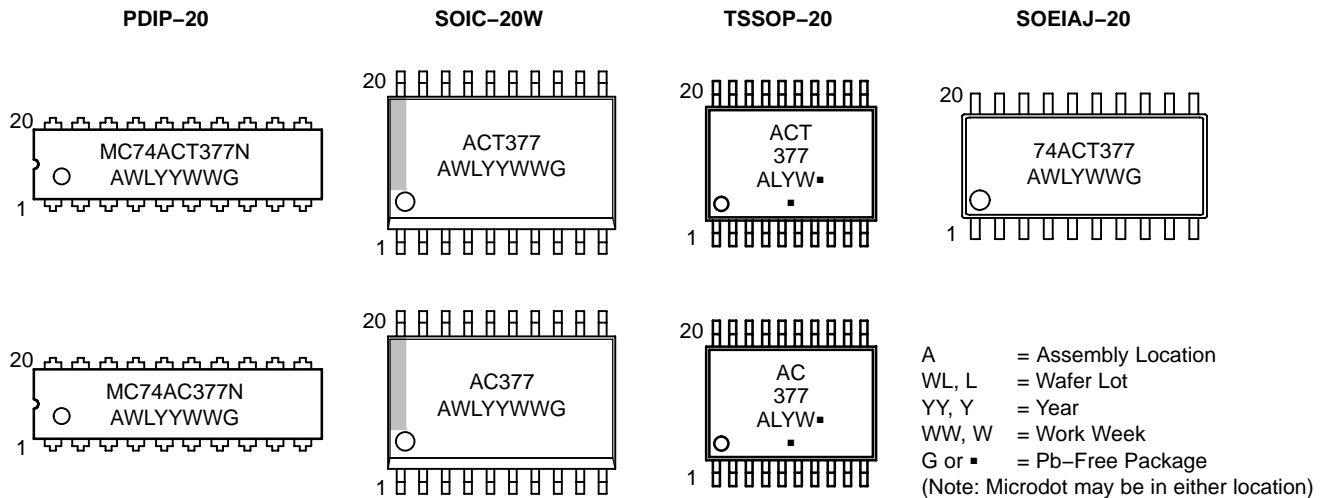 PDIP−20
SOIC−20W
TSSOP−20
SOEIAJ−20
20
MC74ACT377N
AWLYYWWG
1
20
ACT377
AWLYYWWG
1
20
ACT
377
ALYW▪
▪
1
20
74ACT377
AWLYWWG
1
20
MC74AC377N
AWLYYWWG
1
20
AC377
AWLYYWWG
1
20
AC
377
ALYW▪
▪
1
A = Assembly Location
WL, L = Wafer Lot
YY, Y = Year
WW, W = Work Week
G or ▪ = Pb−Free Package
(Note: Microdot may be in either location)